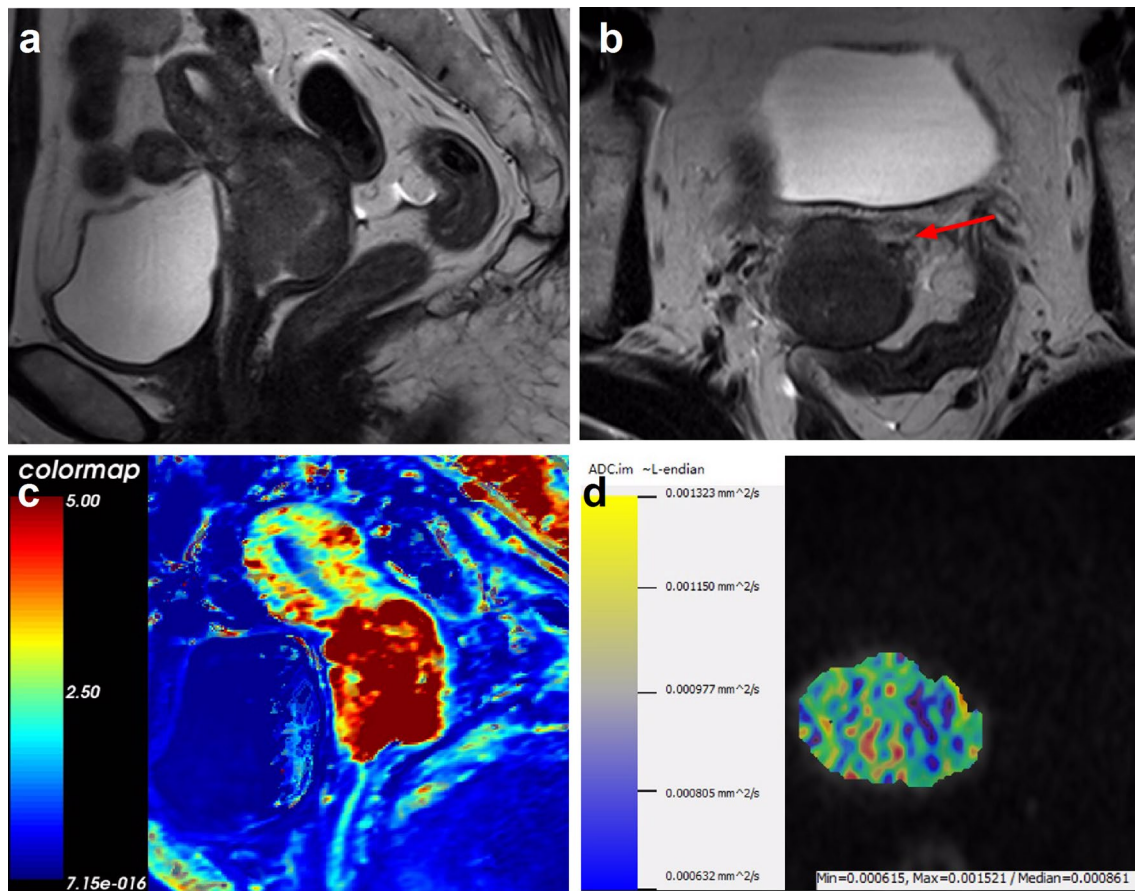 a
b
colormap
c
5.00
2.50
7.15e-016
ADC.im ~L-endian
d
0.001323 mm^2/s
0.001150 mm^2/s
0.000977 mm^2/s
0.000805 mm^2/s
0.000632 mm^2/s
Min=0.000615, Max=0.001521 / Median=0.000861